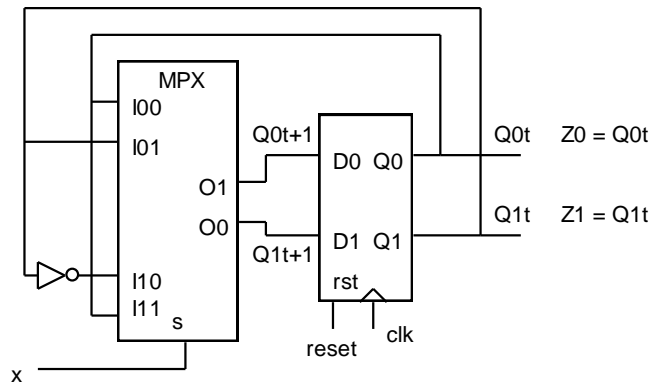 MPX
I00
I01
O1
O0
I10
I11
s
x
Q0t+1
Q1t+1
D0 Q0
D1 Q1
rst
reset
clk
Q0t Z0 = Q0t
Q1t Z1 = Q1t